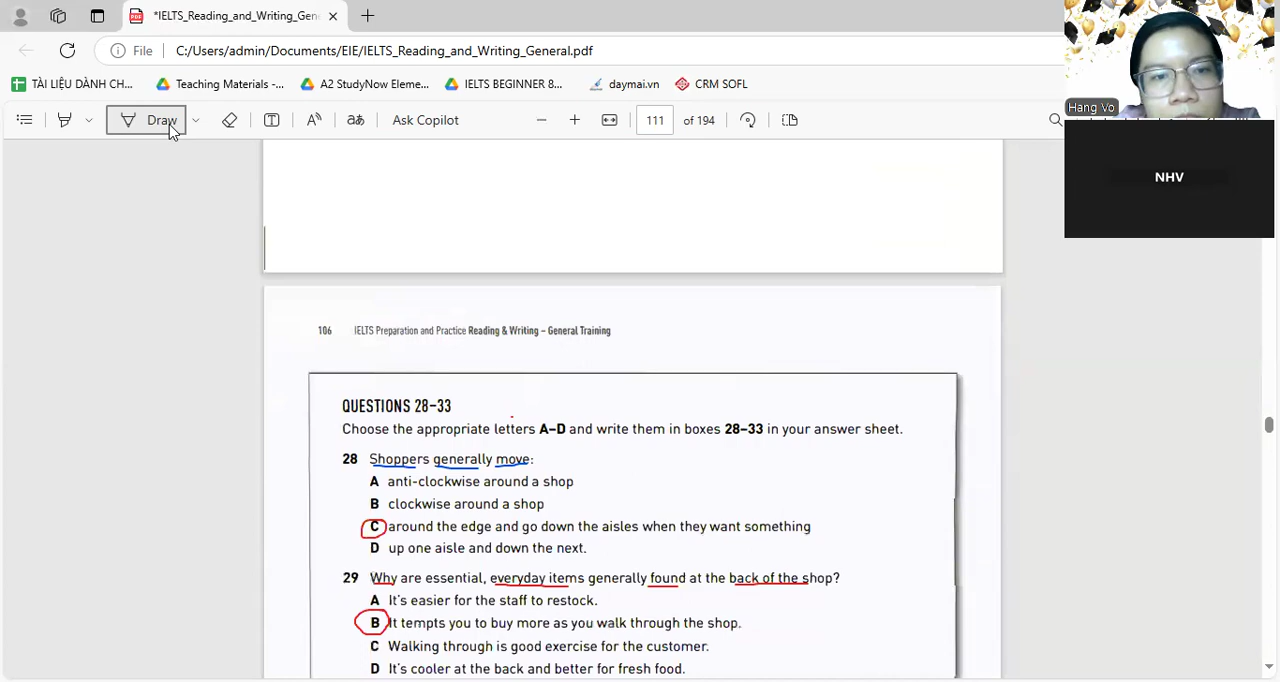 *IELTS_Reading_and_Writing_Gen
File
C:/Users/admin/Documents/EIE/IELTS_Reading_and_Writing_General.pdf
TÀI LIỆU DÀNH CH...
Teaching Materials -...
A2 StudyNow Eleme...
IELTS BEGINNER 8...
daymai.vn
CRM SOFL
Hang Vo
Draw
Ask Copilot
111 of 194
NHV
106 IELTS Preparation and Practice Reading & Writing – General Training
QUESTIONS 28–33
Choose the appropriate letters A–D and write them in boxes 28–33 in your answer sheet.
28 Shoppers generally move:
A anti-clockwise around a shop
B clockwise around a shop
C around the edge and go down the aisles when they want something
D up one aisle and down the next.
29 Why are essential, everyday items generally found at the back of the shop?
A It's easier for the staff to restock.
B It tempts you to buy more as you walk through the shop.
C Walking through is good exercise for the customer.
D It's cooler at the back and better for fresh food.